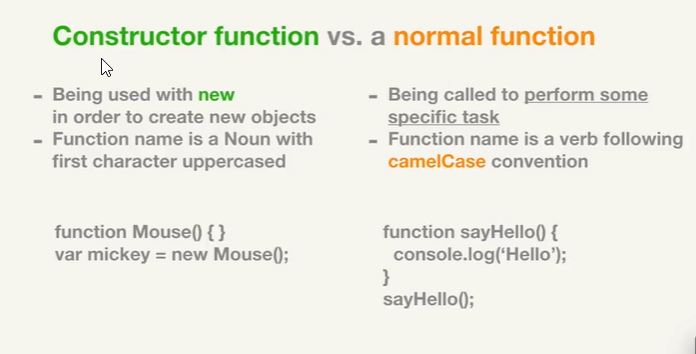 Constructor function vs. a normal function
- Being used with new
in order to create new objects
- Function name is a Noun with
first character uppercased
function Mouse() { }
var mickey = new Mouse();
- Being called to perform some
specific task
- Function name is a verb following
camelCase convention
function sayHello() {
console.log(‘Hello’);
}
sayHello();